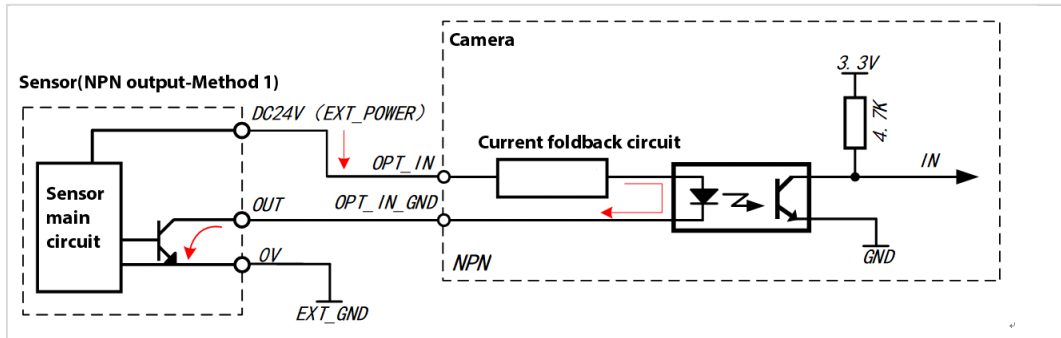 Camera
Sensor(NPN output-Method 1)
3.3V
DC24V (EXT_POWER)
4.7K
Current foldback circuit
OPT_IN
IN
Sensor
main
circuit
OUT
OPT_IN_GND
0V
NPN
GND
EXT_GND